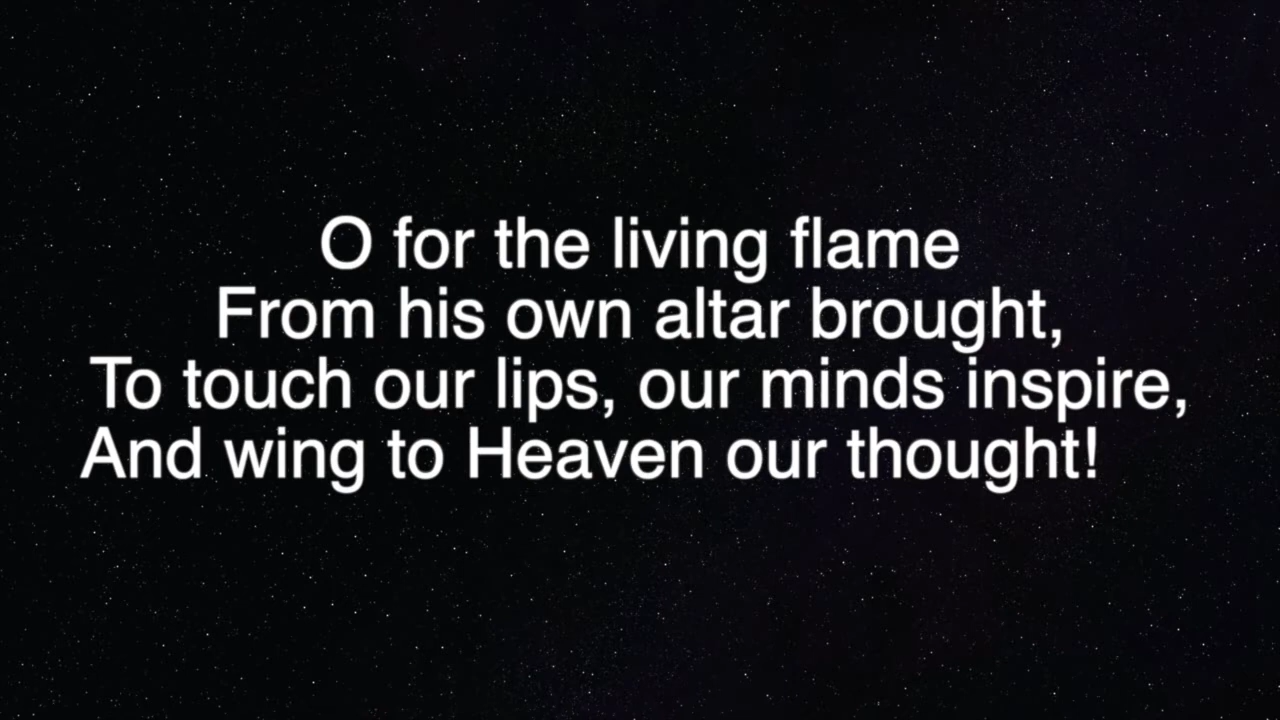 O for the living flame
From his own altar brought,
To touch our lips, our minds inspire,
And wing to Heaven our thought!